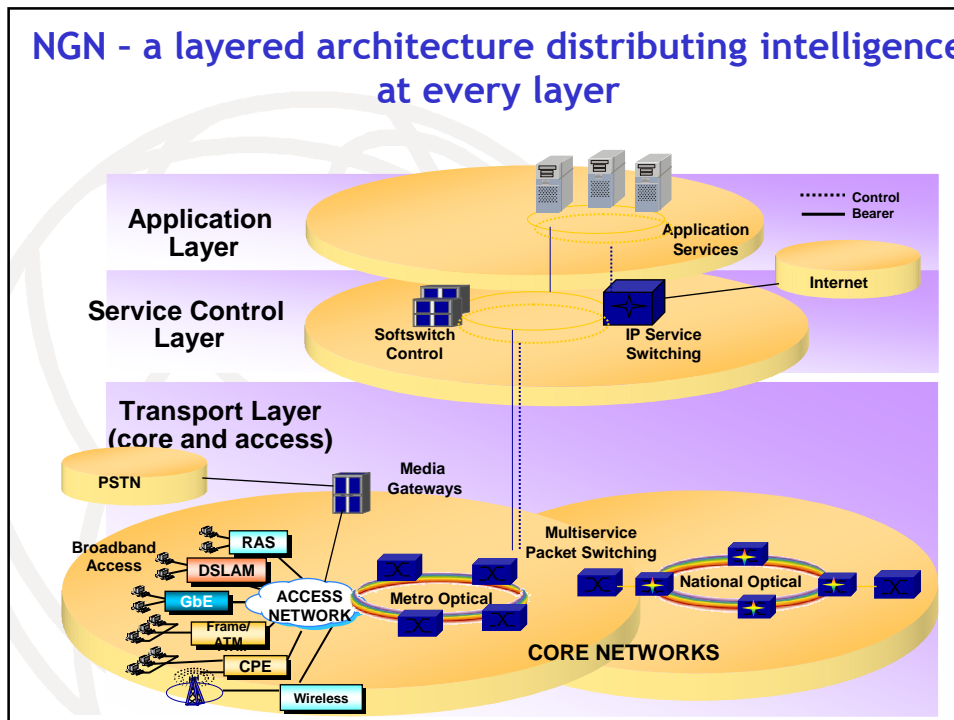 NGN - a layered architecture distributing intelligence
at every layer
Application
Layer
Application
Services
Control
Bearer
Internet
Service Control
Layer
Softswitch
Control
IP Service
Switching
Transport Layer
(core and access)
PSTN
Media
Gateways
Broadband
Access
RAS
DSLAM
GbE
Frame/
ATM.
CPE
Wireless
ACCESS
NETWORK
Metro Optical
Multiservice
Packet Switching
National Optical
CORE NETWORKS